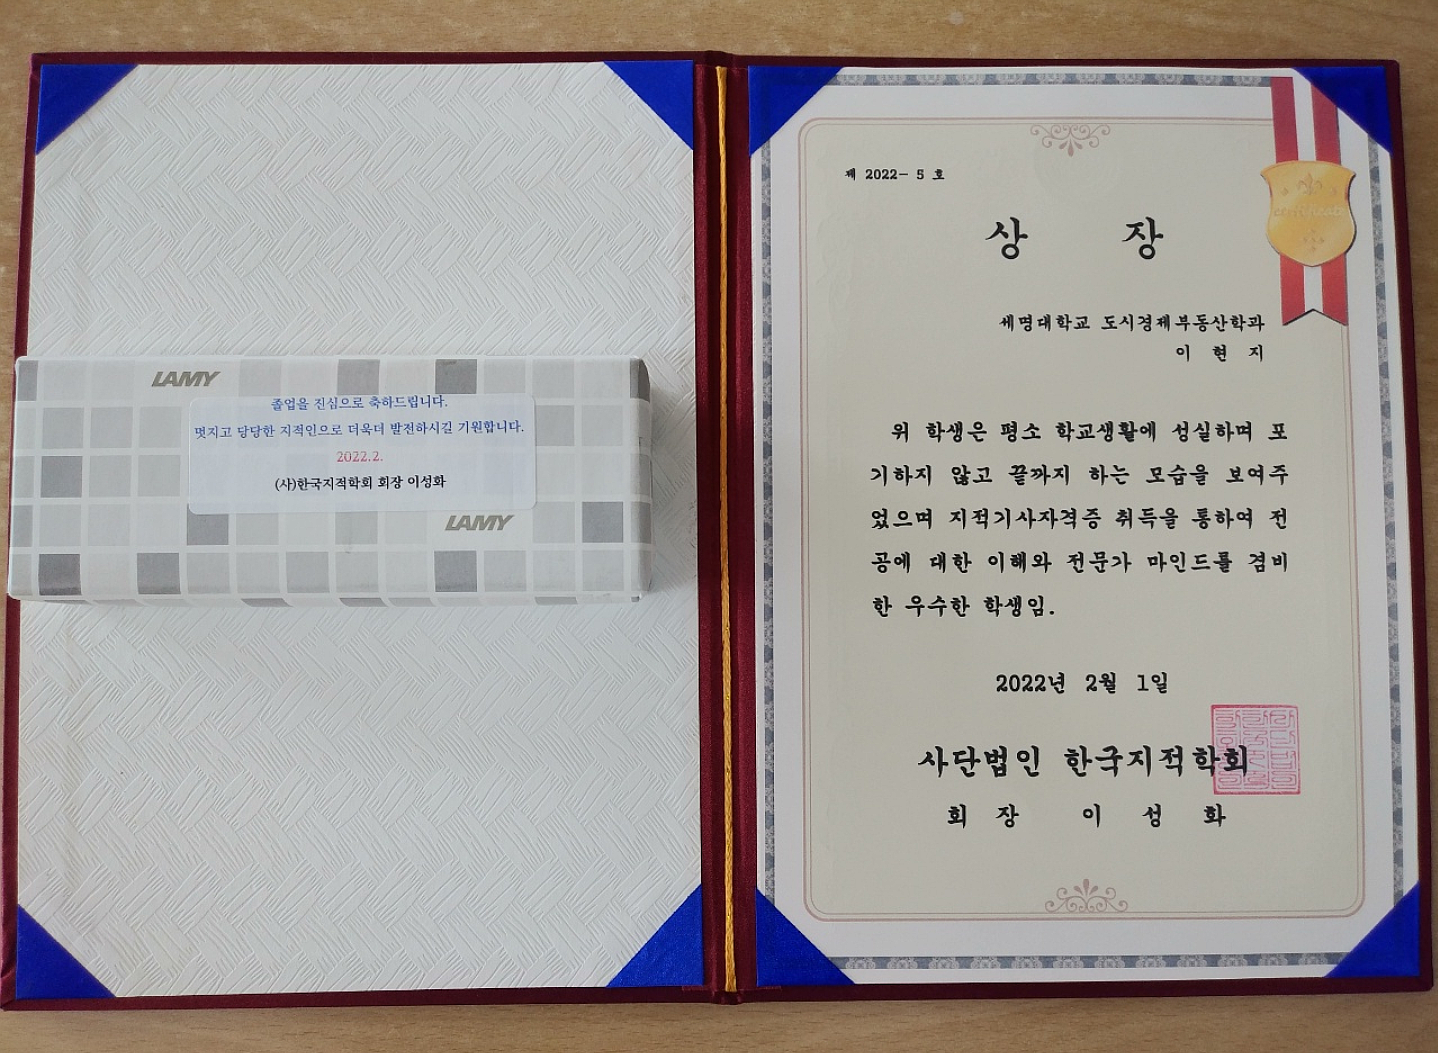 LAMY
졸업을 진심으로 축하드립니다.
멋지고 당당한 지적인으로 더욱더 발전하시길 기원합니다.
2022.2.
(사)한국지적학회 회장 이성화
LAMY
제 2022- 5 호
certificate
상 장
세명대학교 도시경제부동산학과
이 현 지
위 학생은 평소 학교생활에 성실하며 포
기하지 않고 끝까지 하는 모습을 보여주
었으며 지적기사자격증 취득을 통하여 전
공에 대한 이해와 전문가 마인드를 겸비
한 우수한 학생임.
2022년 2월 1일
사단법인 한국지적학회
회 장 이 성 화